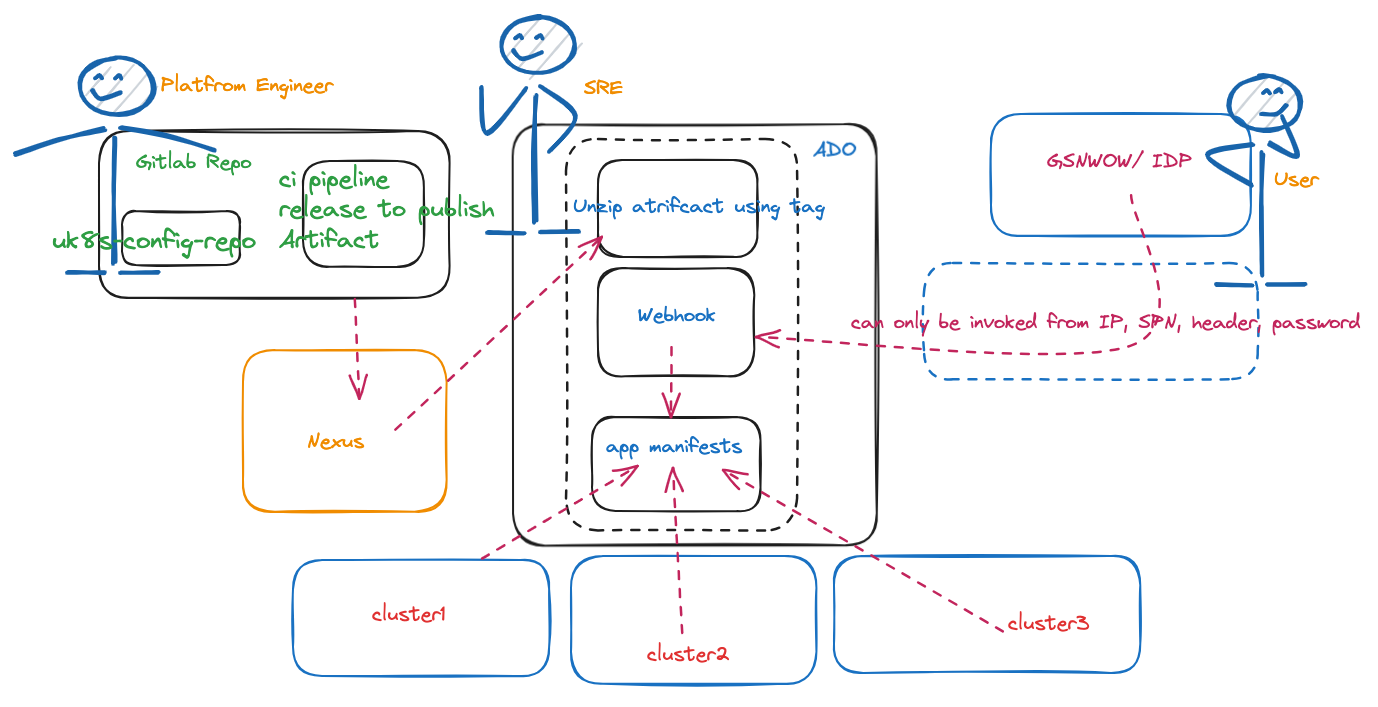 Platfrom Engineer
SRE
Gitlab Repo
ci pipeline
release to publish
Artifact
uk8s-config-repo
ADO
Unzip atrifcact using tag
Webhook
app manifests
GSNWOW/ IDP
User
can only be invoked from IP, SPN, header, password
Nexus
cluster1
cluster2
cluster3